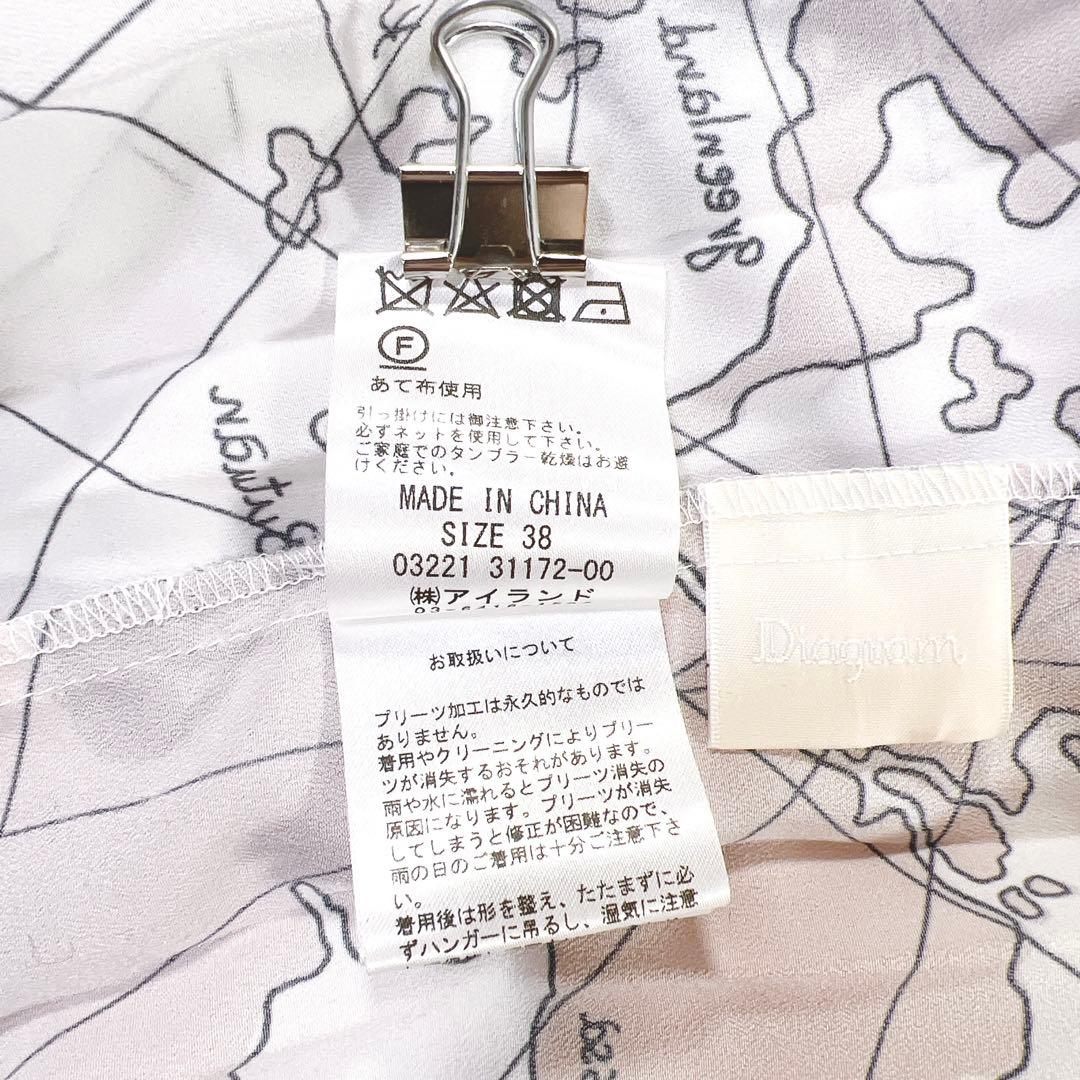 F
あて布使用
引っ掛けには御注意下さい。
必ずネットを使用して下さい。
ご家庭でのタンブラー乾燥はお避
けください。
MADE IN CHINA
SIZE 38
03221 31172-00
㈱アイランド
お取扱いについて
プリーツ加工は永久的なものでは
ありません。
着用やクリーニングによりプリー
ツが消失するおそれがあります。
雨や水に濡れるとプリーツ消失の
原因になります。プリーツが消失
してしまうと修正が困難なので、
雨の日のご着用は十分ご注意下さ
い。
着用後は形を整え、たたまずに必
ずハンガーに吊るし、湿気に注意
Diagram